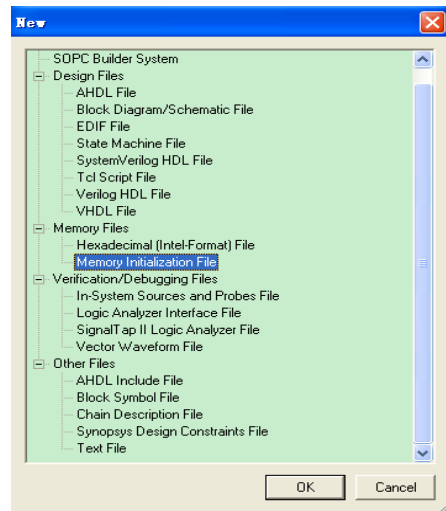 New
SOPC Builder System
Design Files
AHDL File
Block Diagram/Schematic File
EDIF File
State Machine File
SystemVerilog HDL File
Tcl Script File
Verilog HDL File
VHDL File
Memory Files
Hexadecimal (Intel-Format) File
Memory Initialization File
Verification/Debugging Files
In-System Sources and Probes File
Logic Analyzer Interface File
SignalTap II Logic Analyzer File
Vector Waveform File
Other Files
AHDL Include File
Block Symbol File
Chain Description File
Synopsys Design Constraints File
Text File
OK Cancel